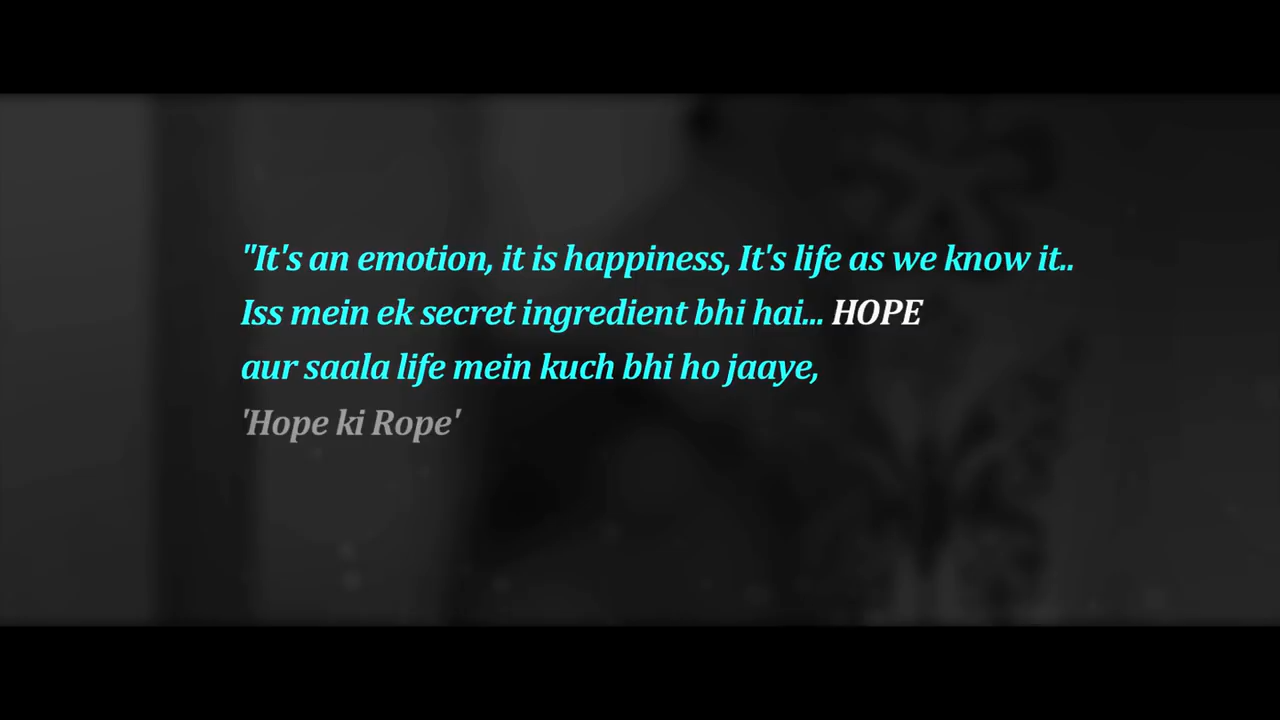 "It's an emotion, it is happiness, It's life as we know it..
Iss mein ek secret ingredient bhi hai... HOPE
aur saala life mein kuch bhi ho jaaye,
'Hope ki Rope'